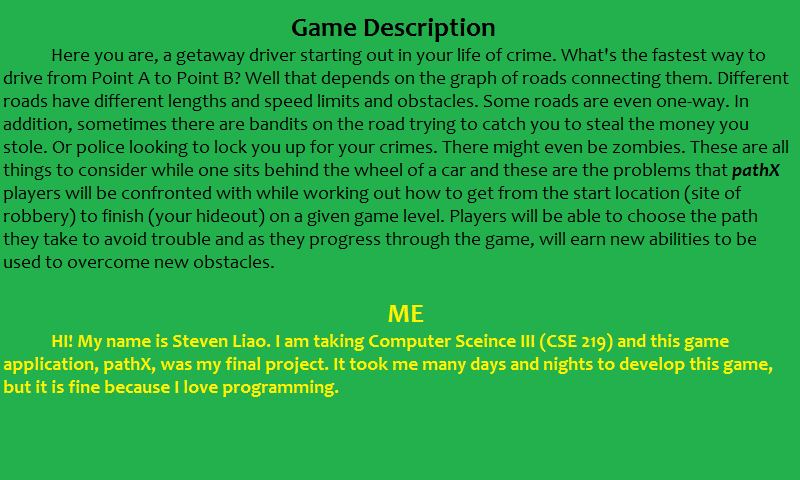 Game Description
Here you are, a getaway driver starting out in your life of crime. What's the fastest way to
drive from Point A to Point B? Well that depends on the graph of roads connecting them. Different
roads have different lengths and speed limits and obstacles. Some roads are even one-way. In
addition, sometimes there are bandits on the road trying to catch you to steal the money you
stole. Or police looking to lock you up for your crimes. There might even be zombies. These are all
things to consider while one sits behind the wheel of a car and these are the problems that pathX
players will be confronted with while working out how to get from the start location (site of
robbery) to finish (your hideout) on a given game level. Players will be able to choose the path
they take to avoid trouble and as they progress through the game, will earn new abilities to be
used to overcome new obstacles.
ME
HI! My name is Steven Liao. I am taking Computer Sceince III (CSE 219) and this game
application, pathX, was my final project. It took me many days and nights to develop this game,
but it is fine because I love programming.